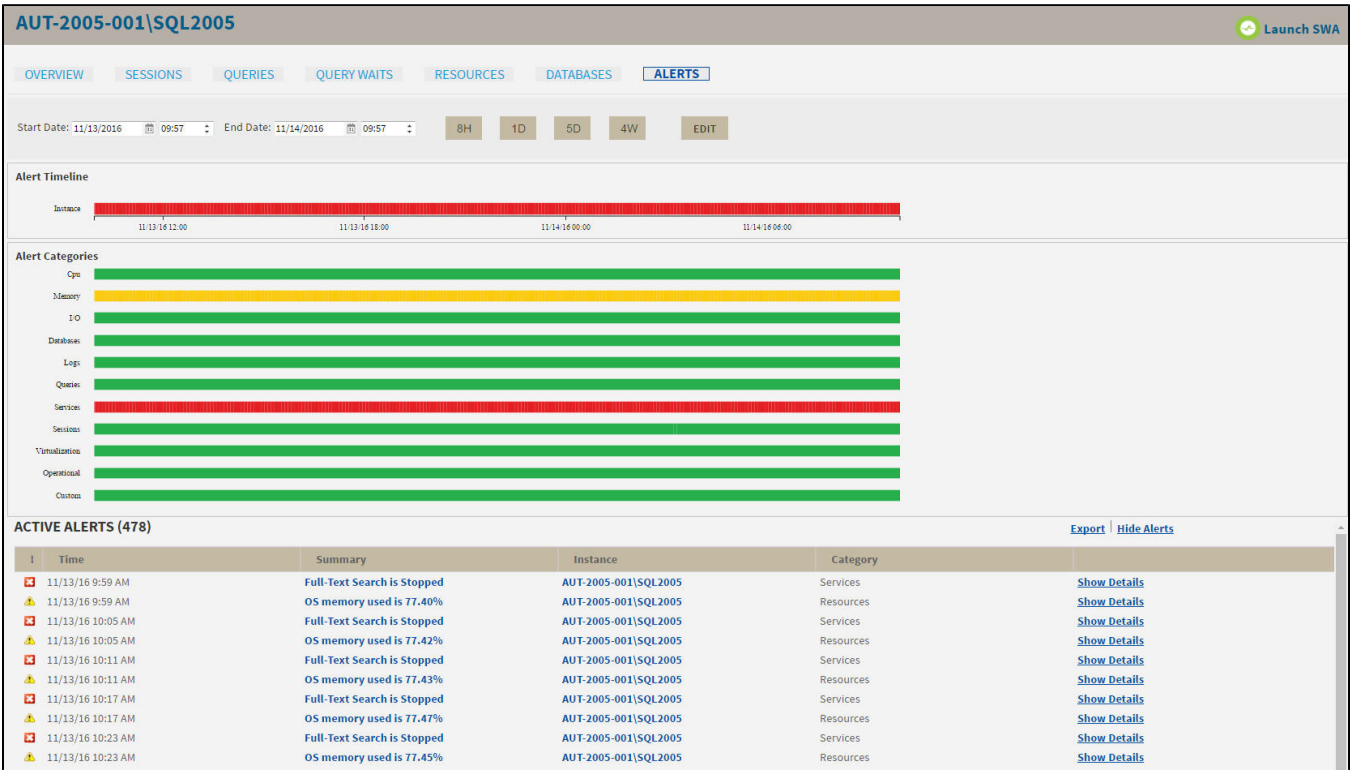 AUT-2005-001\SQL2005
Launch SWA
OVERVIEW SESSIONS QUERIES QUERY WAITS RESOURCES DATABASES ALERTS
Start Date: 11/13/2016 09:57 End Date: 11/14/2016 09:57 8H 1D 5D 4W EDIT
Alert Timeline
Instance
11/13/16 12:00 11/13/16 18:00 11/14/16 00:00 11/14/16 06:00
Alert Categories
Cpu
Memory
I/O
Databases
Logs
Queries
Services
Sessions
Virtualization
Operational
Custom
ACTIVE ALERTS (478) Export | Hide Alerts
! Time Summary Instance Category
11/13/16 9:59 AM Full-Text Search is Stopped AUT-2005-001\SQL2005 Services Show Details
11/13/16 9:59 AM OS memory used is 77.40% AUT-2005-001\SQL2005 Resources Show Details
11/13/16 10:05 AM Full-Text Search is Stopped AUT-2005-001\SQL2005 Services Show Details
11/13/16 10:05 AM OS memory used is 77.42% AUT-2005-001\SQL2005 Resources Show Details
11/13/16 10:11 AM Full-Text Search is Stopped AUT-2005-001\SQL2005 Services Show Details
11/13/16 10:11 AM OS memory used is 77.43% AUT-2005-001\SQL2005 Resources Show Details
11/13/16 10:17 AM Full-Text Search is Stopped AUT-2005-001\SQL2005 Services Show Details
11/13/16 10:17 AM OS memory used is 77.47% AUT-2005-001\SQL2005 Resources Show Details
11/13/16 10:23 AM Full-Text Search is Stopped AUT-2005-001\SQL2005 Services Show Details
11/13/16 10:23 AM OS memory used is 77.45% AUT-2005-001\SQL2005 Resources Show Details